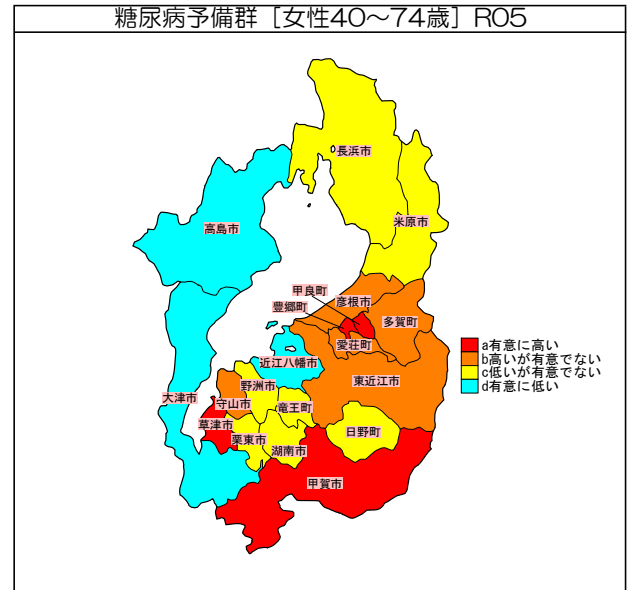 糖尿病予備群［女性40～74歳］R05
長浜市
米原市
高島市
甲良町
彦根市
豊郷町
多賀町
愛荘町
近江八幡市
東近江市
野洲市
大津市
守山市
竜王町
草津市
栗東市
日野町
湖南市
甲賀市
a有意に高い
b高いが有意でない
c低いが有意でない
d有意に低い